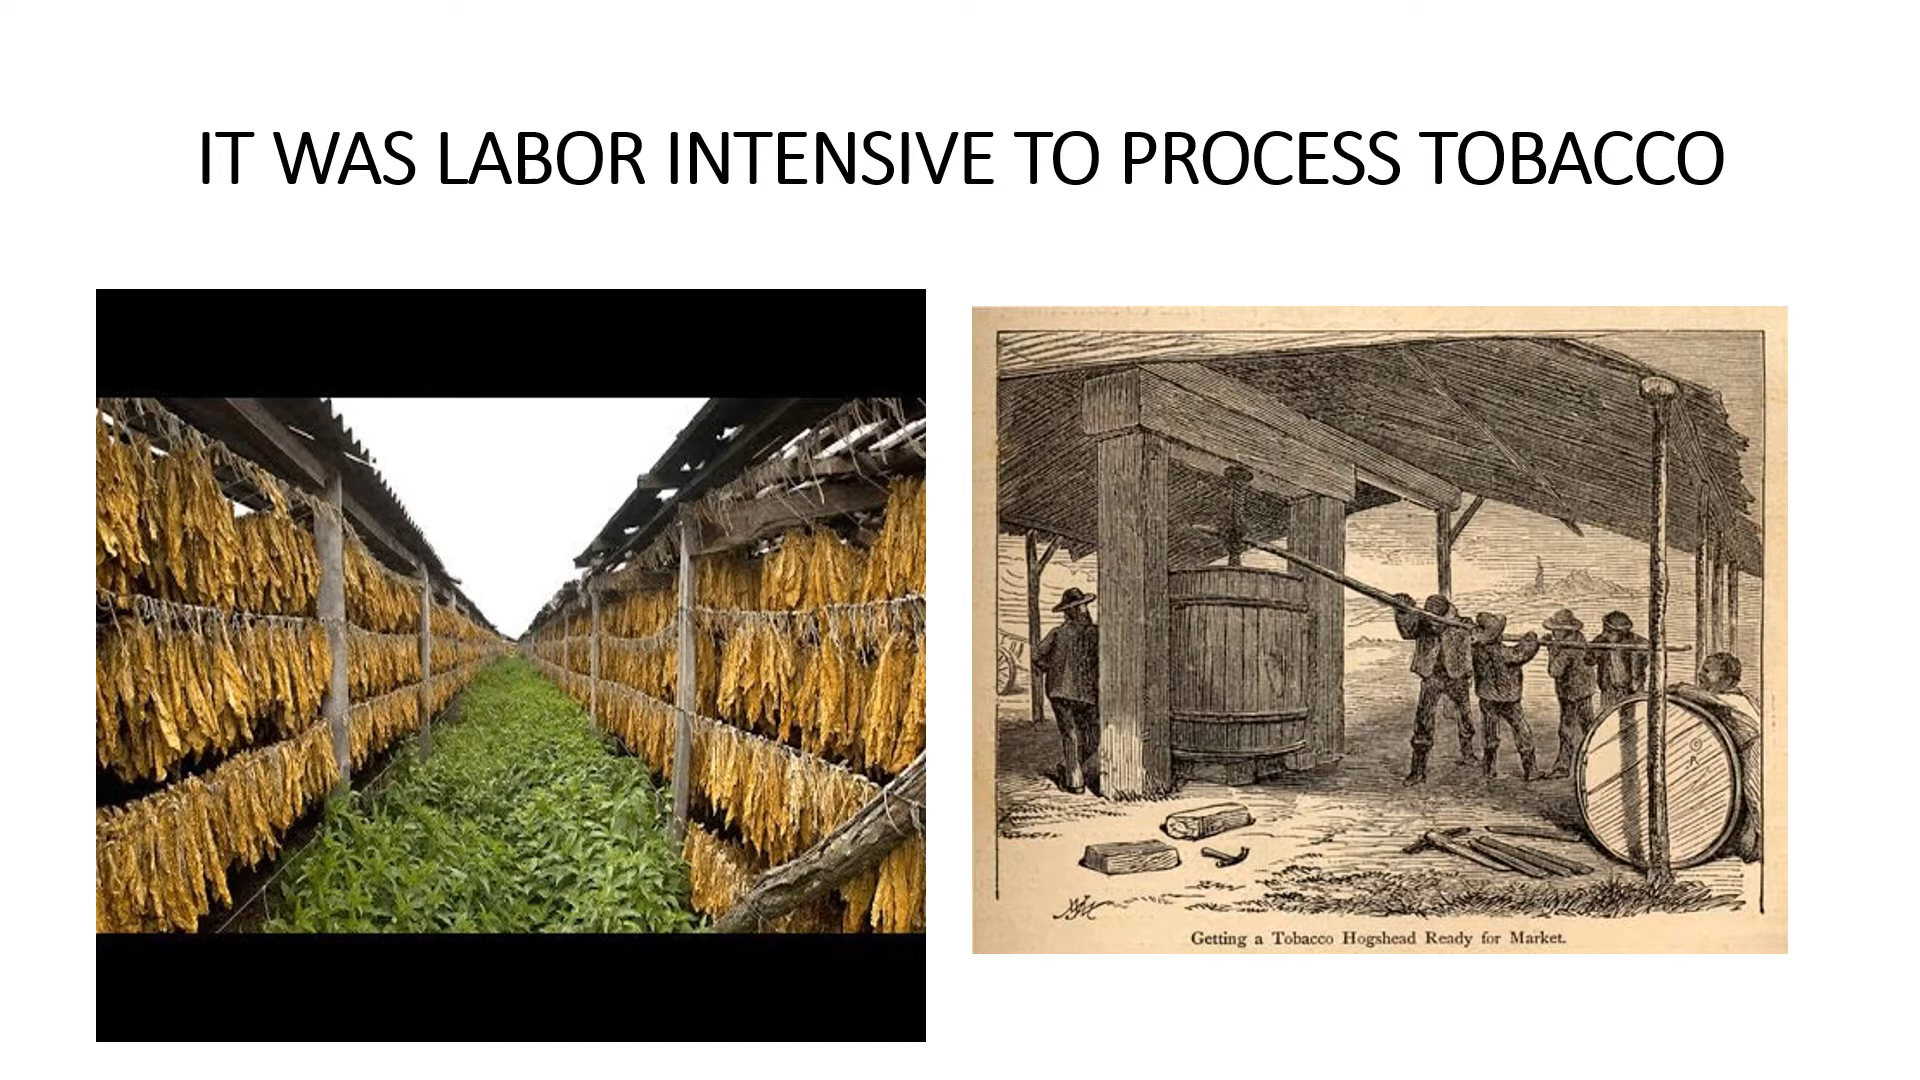 IT WAS LABOR INTENSIVE TO PROCESS TOBACCO
Getting a Tobacco Hogshead Ready for Market.